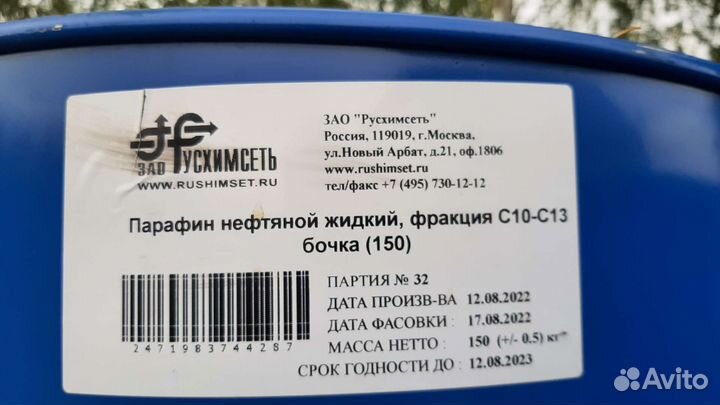 ЗАО РУСХИМСЕТЬ
WWW.RUSHIMSET.RU
ЗАО "Русхимсеть"
Россия, 119019, г.Москва,
ул.Новый Арбат, д.21, оф.1806
www.rushimset.ru
тел/факс +7 (495) 730-12-12
Парафин нефтяной жидкий, фракция С10-С13
бочка (150)
2471983744287
ПАРТИЯ № 32
ДАТА ПРОИЗВ-ВА 12.08.2022
ДАТА ФАСОВКИ : 17.08.2022
МАССА НЕТТО : 150 (+/- 0.5) кг
СРОК ГОДНОСТИ ДО : 12.08.2023
Avito